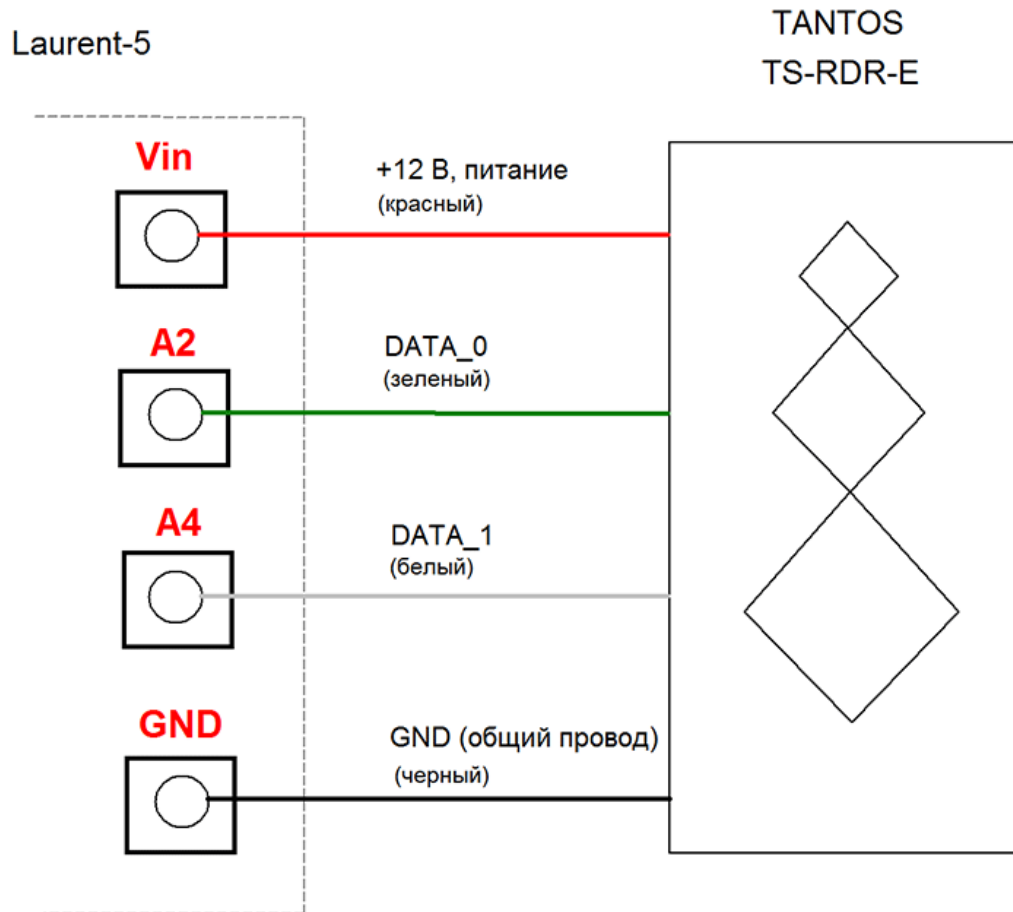 Laurent-5
TANTOS
TS-RDR-E
Vin
+12 В, питание
(красный)
A2
DATA_0
(зеленый)
A4
DATA_1
(белый)
GND
GND (общий провод)
(черный)